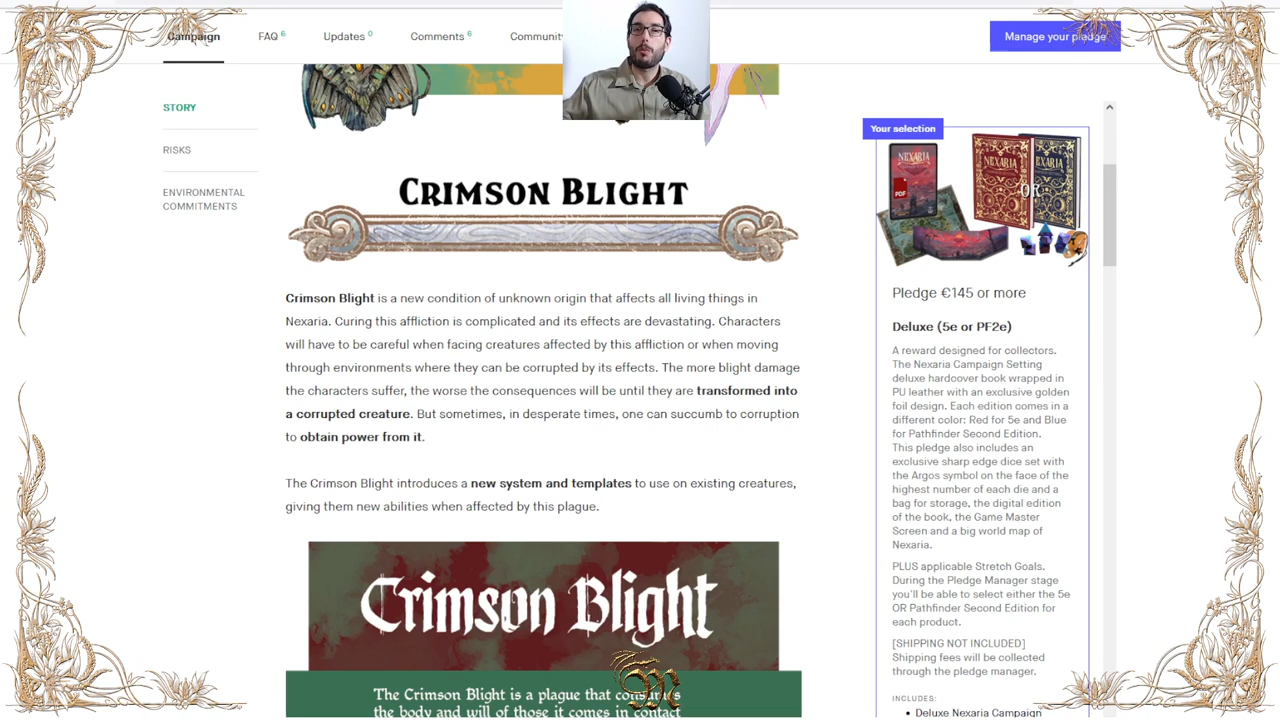 Campaign FAQ 6 Updates 0 Comments 6 Community Manage your pledge
STORY
RISKS
ENVIRONMENTAL
COMMITMENTS
CRIMSON BLIGHT
Crimson Blight is a new condition of unknown origin that affects all living things in
Nexaria. Curing this affliction is complicated and its effects are devastating. Characters
will have to be careful when facing creatures affected by this affliction or when moving
through environments where they can be corrupted by its effects. The more blight damage
the characters suffer, the worse the consequences will be until they are transformed into
a corrupted creature. But sometimes, in desperate times, one can succumb to corruption
to obtain power from it.
The Crimson Blight introduces a new system and templates to use on existing creatures,
giving them new abilities when affected by this plague.
Crimson Blight
The Crimson Blight is a plague that
the body and will of those it comes in contact
Your selection
NEXARIA
PDF
NEXARIA
OR
Pledge €145 or more
Deluxe (5e or PF2e)
A reward designed for collectors.
The Nexaria Campaign Setting
deluxe hardcover book wrapped in
PU leather with an exclusive golden
foil design. Each edition comes in a
different color: Red for 5e and Blue
for Pathfinder Second Edition.
This pledge also includes an
exclusive sharp edge dice set with
the Argos symbol on the face of the
highest number of each die and a
bag for storage, the digital edition
of the book, the Game Master
Screen and a big world map of
Nexaria.
PLUS applicable Stretch Goals.
During the Pledge Manager stage
you'll be able to select either the 5e
OR Pathfinder Second Edition for
each product.
[SHIPPING NOT INCLUDED]
Shipping fees will be collected
through the pledge manager.
INCLUDES:
• Deluxe Nexaria Campaign